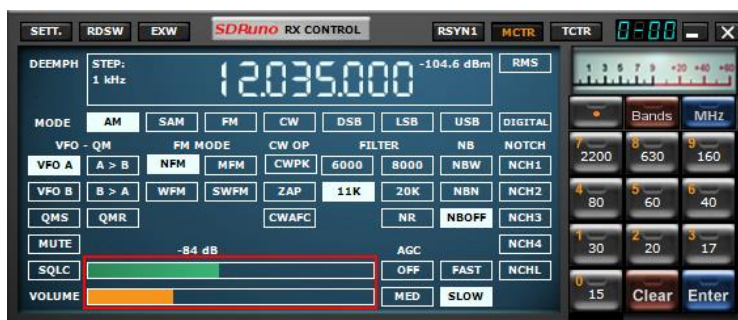 SETT. RDSW EXW SDRuno RX CONTROL RSYN1 MCTR TCTR 0-00
DEEMPH STEP: 12.035.000 -104.6 dBm RMS
1 kHz
1 3 5 7 9 +20 +40 +60
MODE AM SAM FM CW DSB LSB USB DIGITAL
Bands MHz
VFO - QM FM MODE CW OP FILTER NB NOTCH
VFO A A > B NFM MFM CWPK 6000 8000 NBW NCH1
7 2200 8 630 9 160
VFO B B > A WFM SWFM ZAP 11K 20K NBN NCH2
4 80 5 60 6 40
QMS QMR CWAFC NR NBOFF NCH3
MUTE -84 dB AGC NCH4
1 30 2 20 3 17
SQLC OFF FAST NCHL
VOLUME MED SLOW
0 15 Clear Enter